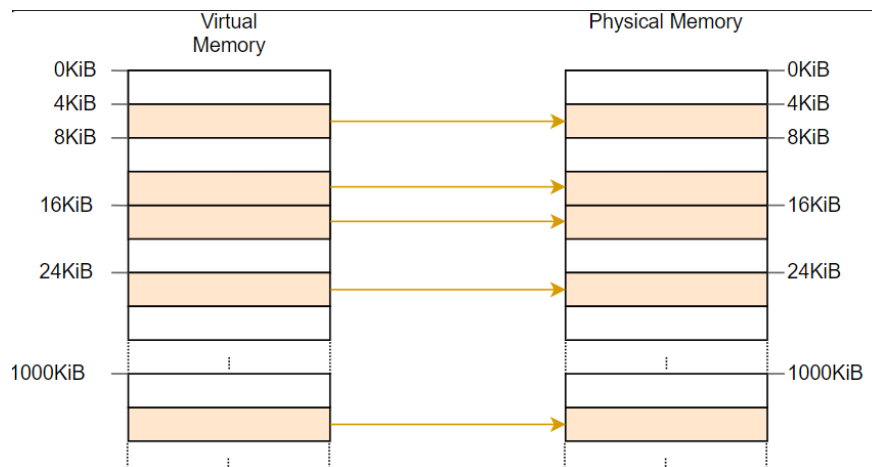 Virtual
Memory
Physical Memory
0KiB
0KiB
4KiB
4KiB
8KiB
8KiB
16KiB
16KiB
24KiB
24KiB
1000KiB
1000KiB